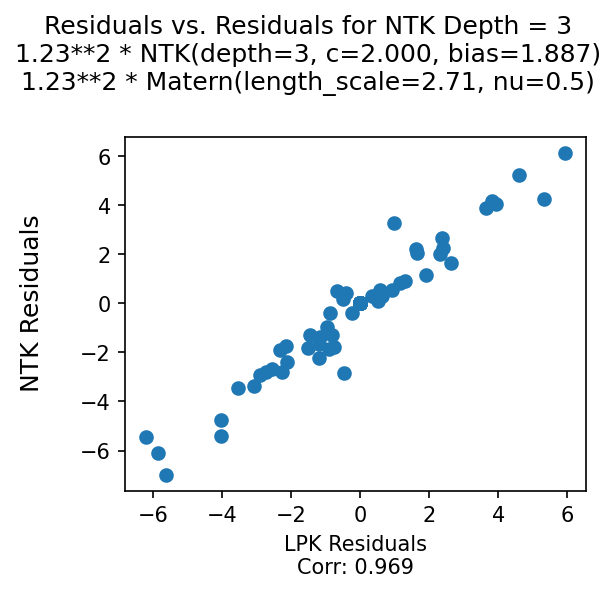 Residuals vs. Residuals for NTK Depth = 3
1.23**2 * NTK(depth=3, c=2.000, bias=1.887)
1.23**2 * Matern(length_scale=2.71, nu=0.5)
6
4
2
0
−2
−4
−6
NTK Residuals
−6 −4 −2 0 2 4 6
LPK Residuals
Corr: 0.969